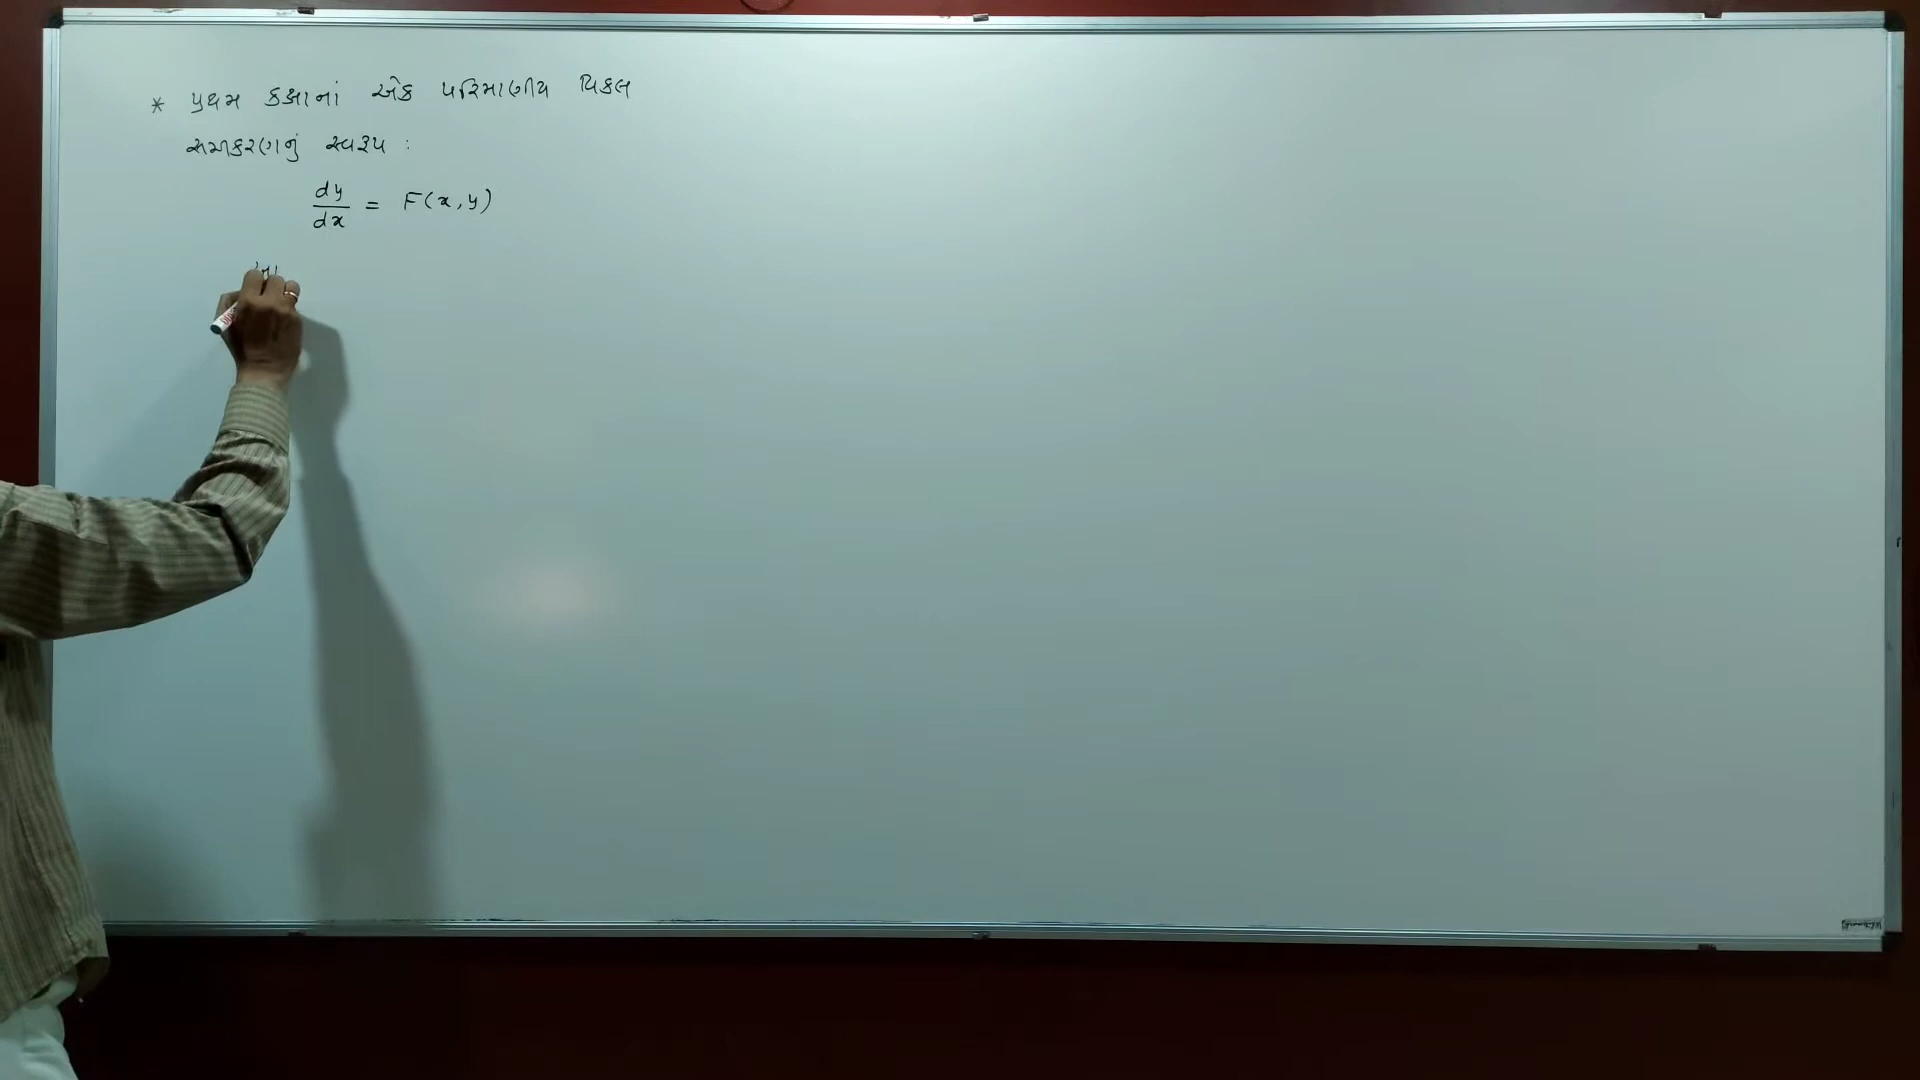 * પ્રથમ કક્ષાનાં એક પરિમાણીય વિકલ
સમીકરણનું સ્વરૂપ :
dy/dx = F(x, y)